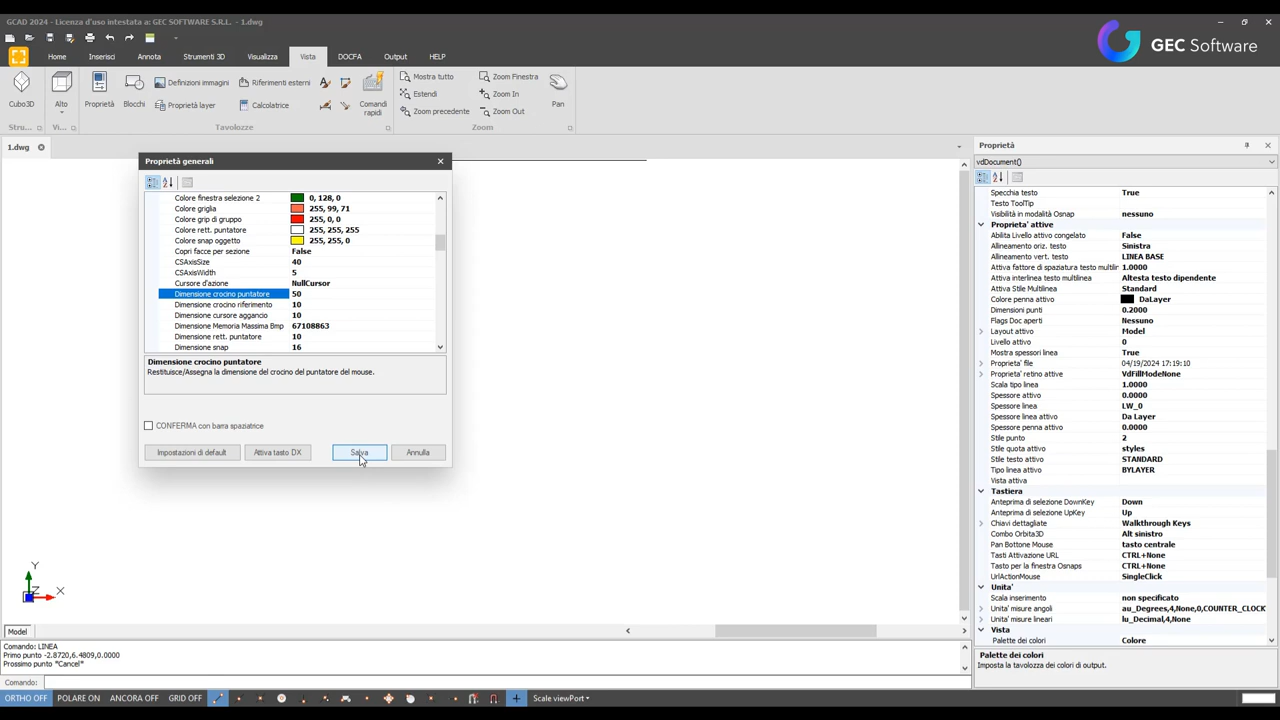 GCAD 2024 - Licenza d'uso intestata a: GEC SOFTWARE S.R.L. - 1.dwg
GEC Software
Home Inserisci Annota Strumenti 3D Visualizza Vista DOCFA Output HELP
Cubo3D
Alto
Proprietà
Blocchi
Definizioni immagini
Riferimenti esterni
Proprietà layer
Calcolatrice
Comandi
rapidi
Mostra tutto
Estendi
Zoom precedente
Zoom Finestra
Zoom In
Zoom Out
Pan
Stru...
Vi...
Tavolozze
Zoom
1.dwg
Proprietà generali
Colore finestra selezione 2 0, 128, 0
Colore griglia 255, 99, 71
Colore grip di gruppo 255, 0, 0
Colore rett. puntatore 255, 255, 255
Colore snap oggetto 255, 255, 0
Copri facce per sezione False
CSAxisSize 40
CSAxisWidth 5
Cursore d'azione NullCursor
Dimensione crocino puntatore 50
Dimensione crocino riferimento 10
Dimensione cursore aggancio 10
Dimensione Memoria Massima Bmp 67108863
Dimensione rett. puntatore 10
Dimensione snap 16
Dimensione crocino puntatore
Restituisce/Assegna la dimensione del crocino del puntatore del mouse.
CONFERMA con barra spaziatrice
Impostazioni di default Attiva tasto DX Salva Annulla
Y
Z
X
Model
Comando: LINEA
Primo punto -2.8720,6.4809,0.0000
Prossimo punto "Cancel"
Comando:
ORTHO OFF POLARE ON ANCORA OFF GRID OFF Scale viewPort
Proprietà
vdDocument()
Specchia testo True
Testo ToolTip
Visibilità in modalità Osnap nessuno
Proprieta' attive
Abilita Livello attivo congelato False
Allineamento oriz. testo Sinistra
Allineamento vert. testo LINEA BASE
Attiva fattore di spaziatura testo multilin 1.0000
Attiva interlinea testo multilinea Altesta testo dipendente
Attiva Stile Multilinea Standard
Colore penna attivo DaLayer
Dimensioni punti 0.2000
Flags Doc aperti Nessuno
Layout attivo Model
Livello attivo 0
Mostra spessori linea True
Proprieta' file 04/19/2024 17:19:10
Proprieta' retino attive VdFillModeNone
Scala tipo linea 1.0000
Spessore attivo 0.0000
Spessore linea LW_0
Spessore linea attivo Da Layer
Spessore penna attivo 0.0000
Stile punto 2
Stile quota attivo styles
Stile testo attivo STANDARD
Tipo linea attivo BYLAYER
Vista attiva
Tastiera
Anteprima di selezione DownKey Down
Anteprima di selezione UpKey Up
Chiavi dettagliate Walkthrough Keys
Combo Orbita3D Alt sinistro
Pan Bottone Mouse tasto centrale
Tasti Attivazione URL CTRL+None
Tasto per la finestra Osnaps CTRL+None
UrlActionMouse SingleClick
Unita'
Scala inserimento non specificato
Unita' misure angoli au_Degrees,4,None,0,COUNTER_CLOCK
Unita' misure lineari lu_Decimal,4,None
Vista
Palette dei colori Colore
Palette dei colori
Imposta la tavolozza dei colori di output.